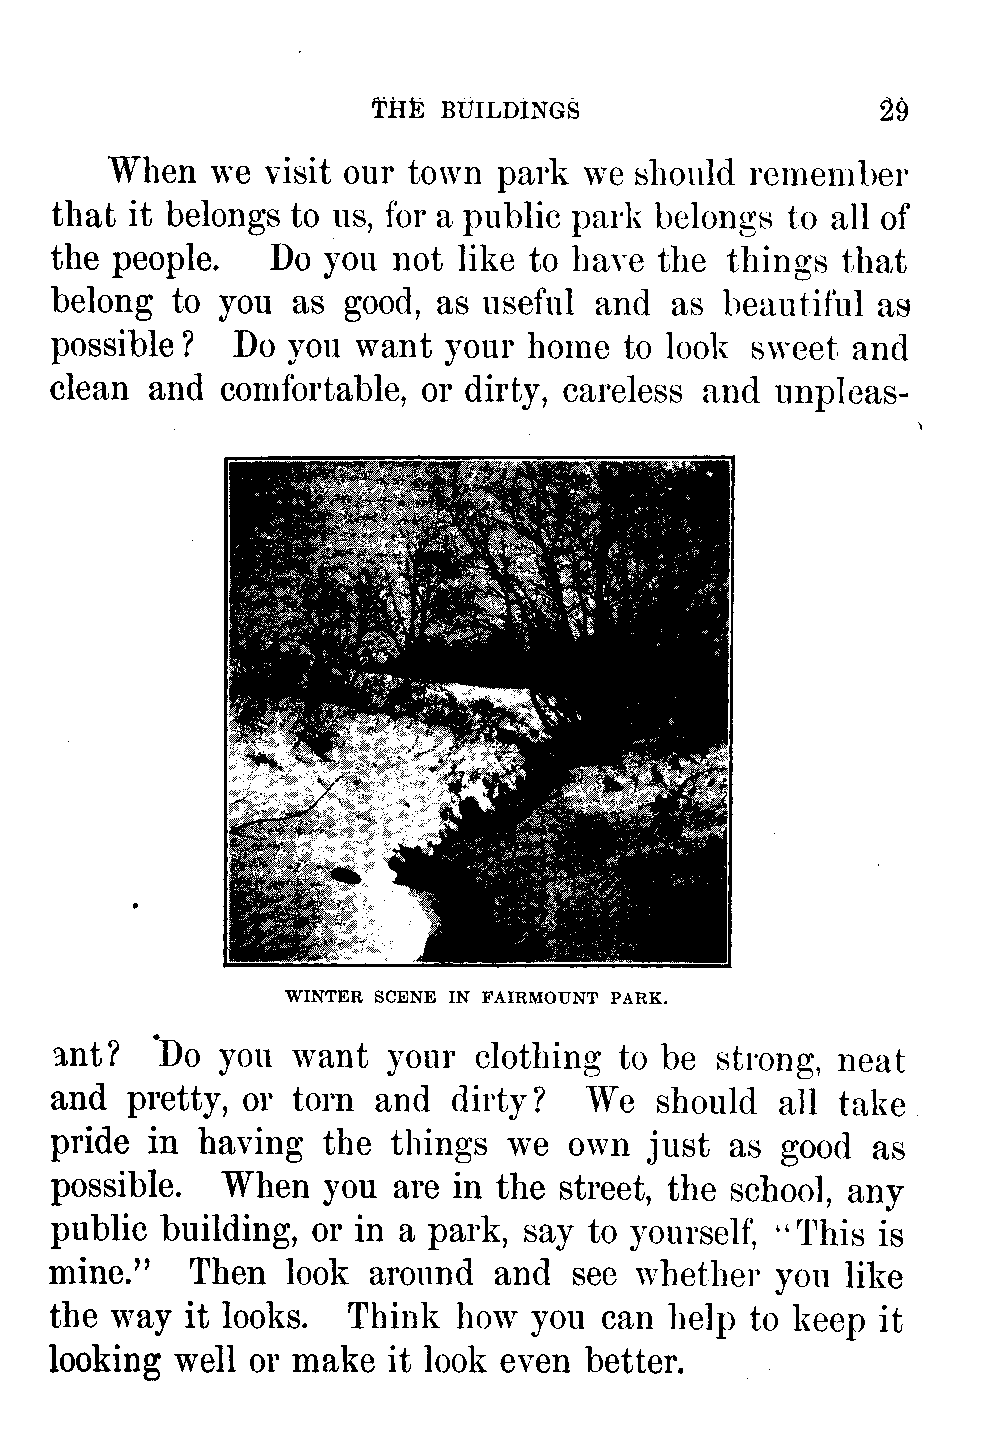 THE BUILDINGS 29
When we visit our town park we should remember
that it belongs to us, for a public park belongs to all of
the people. Do you not like to have the things that
belong to you as good, as useful and as beautiful as
possible? Do you want your home to look sweet and
clean and comfortable, or dirty, careless and unpleas-
WINTER SCENE IN FAIRMOUNT PARK.
ant? Do you want your clothing to be strong, neat
and pretty, or torn and dirty? We should all take
pride in having the things we own just as good as
possible. When you are in the street, the school, any
public building, or in a park, say to yourself, "This is
mine." Then look around and see whether you like
the way it looks. Think how you can help to keep it
looking well or make it look even better.